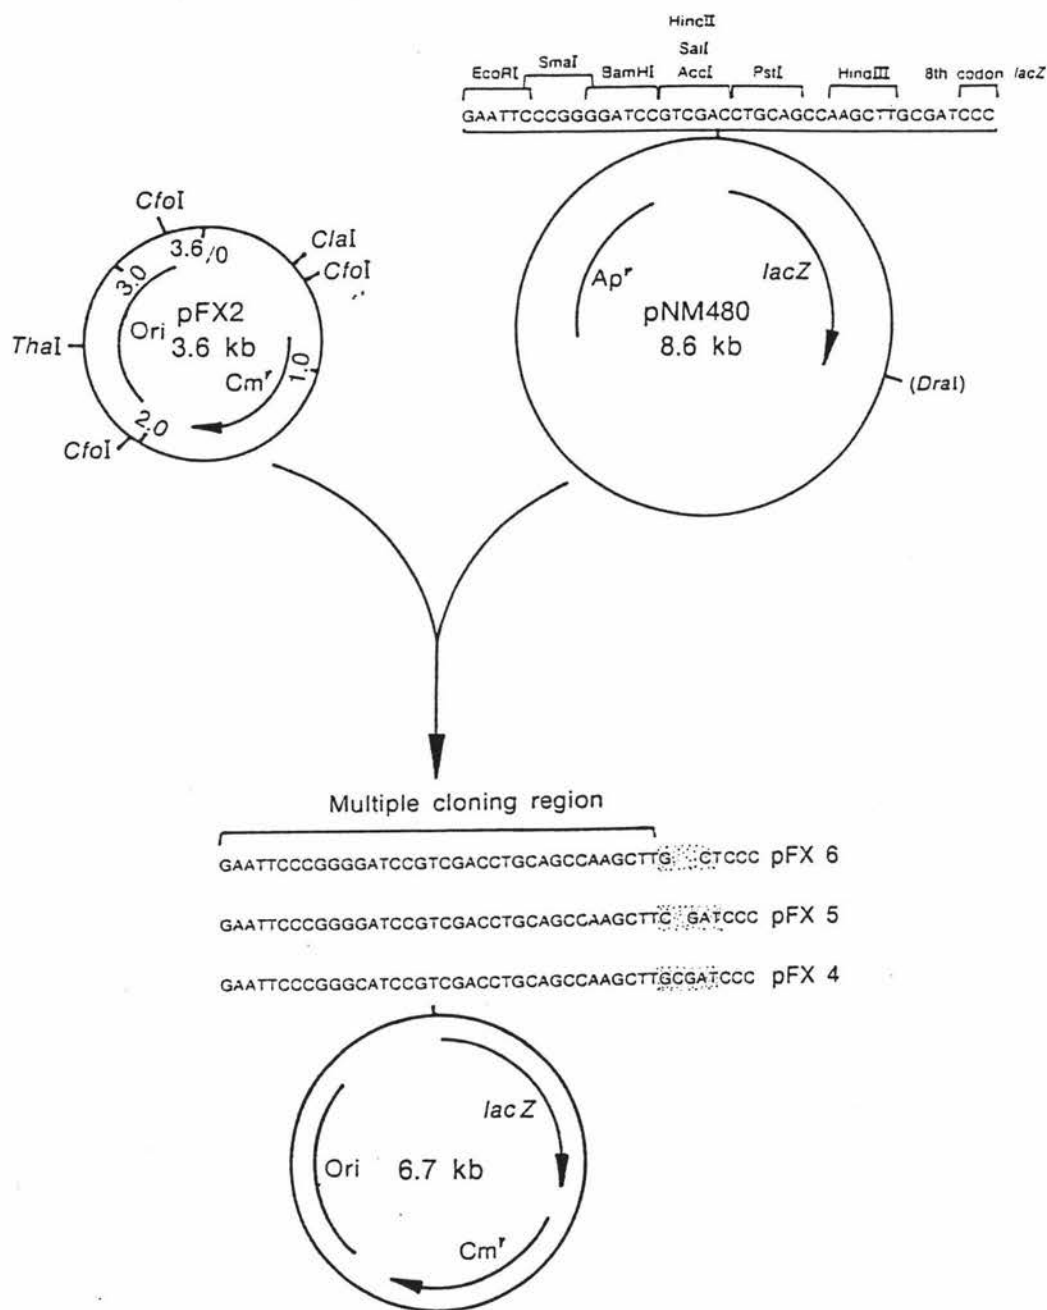 HincII
SalI
EcoRI SmaI BamHI AccI PstI HindIII 8th codon lacZ
GAATTCCCGGGGATCCGTCGACCTGCAGCCAAGCTTGCGATCCC
CfoI
ClaI
CfoI
3.6/0
3.0
ThaI
Ori
pFX2
3.6 kb
Cmr
1.0
2.0
CfoI
Apr
lacZ
pNM480
8.6 kb
(DraI)
Multiple cloning region
GAATTCCCGGGGATCCGTCGACCTGCAGCCAAGCTTG CTCCC pFX 6
GAATTCCCGGGGATCCGTCGACCTGCAGCCAAGCTTC GATCCC pFX 5
GAATTCCCGGGCATCCGTCGACCTGCAGCCAAGCTTGCGATCCC pFX 4
lacZ
Ori
6.7 kb
Cmr